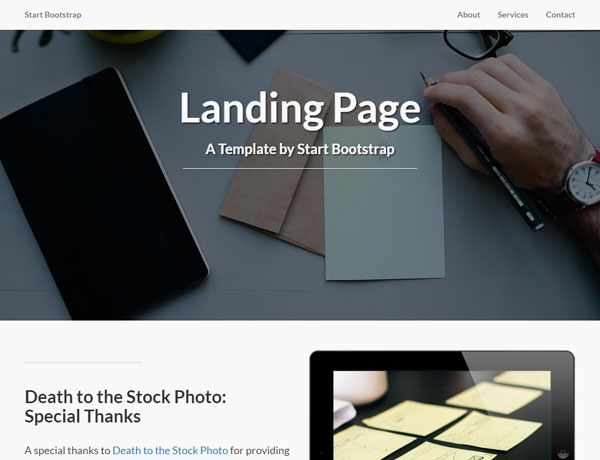 Start Bootstrap
About
Services
Contact
Landing Page
A Template by Start Bootstrap
Death to the Stock Photo:
Special Thanks
A special thanks to Death to the Stock Photo for providing